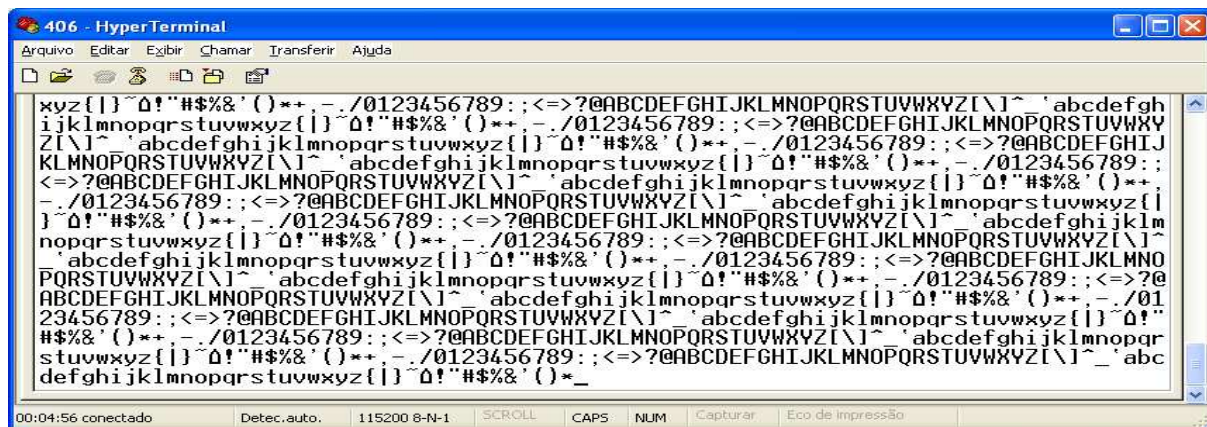 406 - HyperTerminal
Arquivo Editar Exibir Chamar Transferir Ajuda
xyz{|}~Δ!"#$%&'()*+,-./0123456789:;<=>?@ABCDEFGHIJKLMNOPQRSTUVWXYZ[\]^_`abcdefgh
ijklmnopqrstuvwxyz{|}~Δ!"#$%&'()*+,-./0123456789:;<=>?@ABCDEFGHIJKLMNOPQRSTUVWXY
Z[\]^_`abcdefghijklmnopqrstuvwxyz{|}~Δ!"#$%&'()*+,-./0123456789:;<=>?@ABCDEFGHIJ
KLMNOPQRSTUVWXYZ[\]^_`abcdefghijklmnopqrstuvwxyz{|}~Δ!"#$%&'()*+,-./0123456789:;
<=>?@ABCDEFGHIJKLMNOPQRSTUVWXYZ[\]^_`abcdefghijklmnopqrstuvwxyz{|}~Δ!"#$%&'()*+,
-./0123456789:;<=>?@ABCDEFGHIJKLMNOPQRSTUVWXYZ[\]^_`abcdefghijklmnopqrstuvwxyz{|
}~Δ!"#$%&'()*+,-./0123456789:;<=>?@ABCDEFGHIJKLMNOPQRSTUVWXYZ[\]^_`abcdefghijklm
nopqrstuvwxyz{|}~Δ!"#$%&'()*+,-./0123456789:;<=>?@ABCDEFGHIJKLMNOPQRSTUVWXYZ[\]^
_`abcdefghijklmnopqrstuvwxyz{|}~Δ!"#$%&'()*+,-./0123456789:;<=>?@ABCDEFGHIJKLMNO
PQRSTUVWXYZ[\]^_`abcdefghijklmnopqrstuvwxyz{|}~Δ!"#$%&'()*+,-./0123456789:;<=>?@
ABCDEFGHIJKLMNOPQRSTUVWXYZ[\]^_`abcdefghijklmnopqrstuvwxyz{|}~Δ!"#$%&'()*+,-./01
23456789:;<=>?@ABCDEFGHIJKLMNOPQRSTUVWXYZ[\]^_`abcdefghijklmnopqrstuvwxyz{|}~Δ!"
#$%&'()*+,-./0123456789:;<=>?@ABCDEFGHIJKLMNOPQRSTUVWXYZ[\]^_`abcdefghijklmnopqr
stuvwxyz{|}~Δ!"#$%&'()*+,-./0123456789:;<=>?@ABCDEFGHIJKLMNOPQRSTUVWXYZ[\]^_`abc
defghijklmnopqrstuvwxyz{|}~Δ!"#$%&'()*_
00:04:56 conectado Detec.auto. 115200 8-N-1 SCROLL CAPS NUM Capturar Eco de impressão